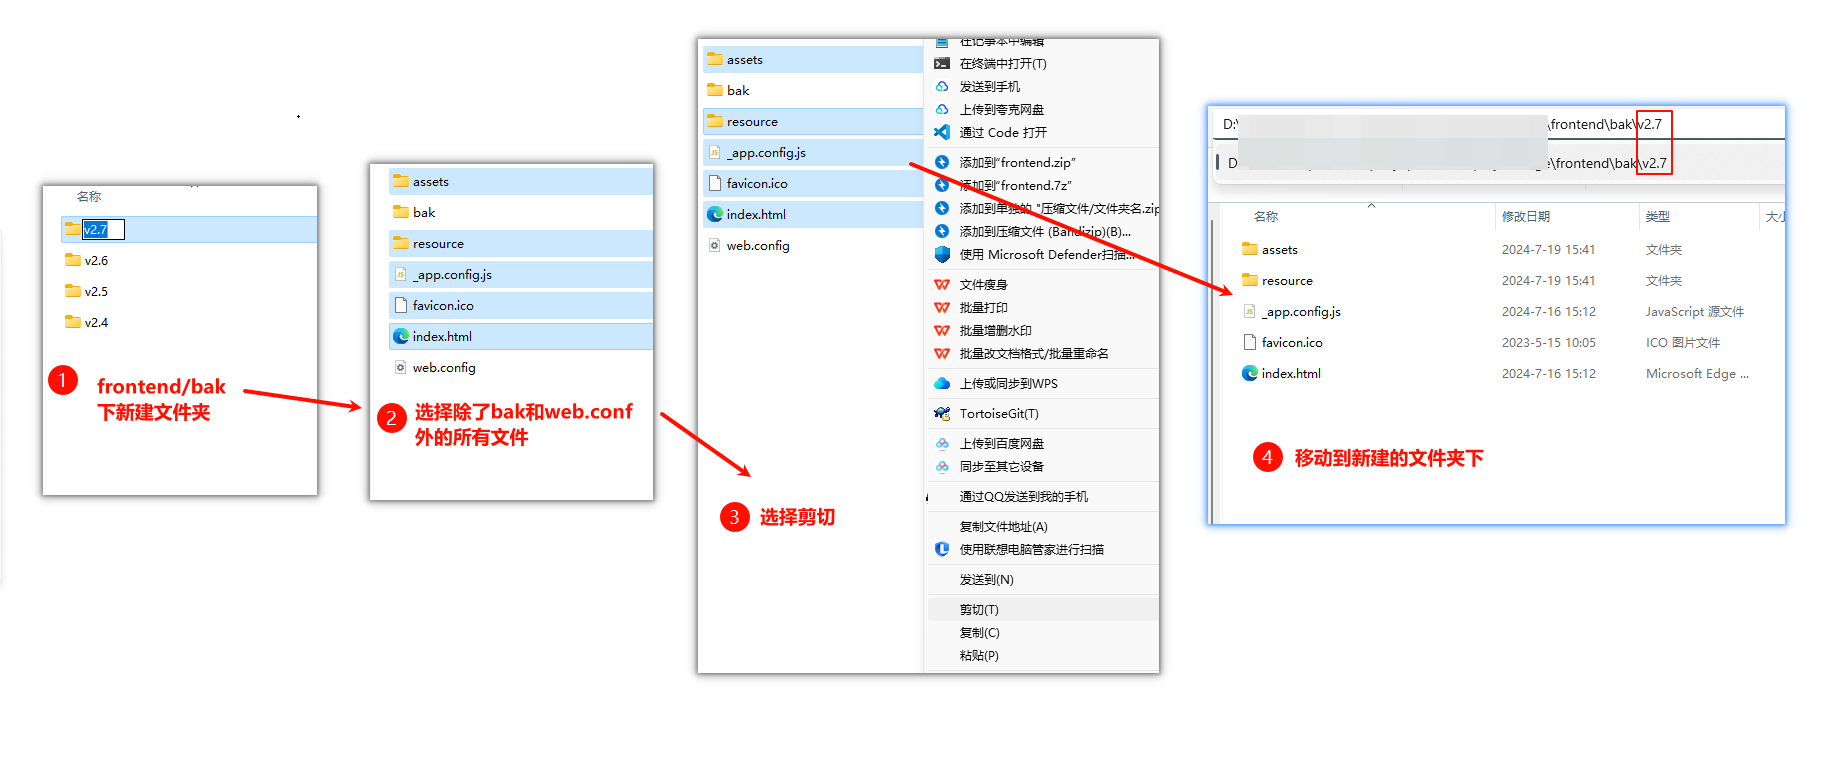 名称
v2.7
v2.6
v2.5
v2.4
1
frontend/bak
下新建文件夹
assets
bak
resource
_app.config.js
favicon.ico
index.html
web.config
2
选择除了bak和web.conf
外的所有文件
assets
bak
resource
_app.config.js
favicon.ico
index.html
web.config
3
选择剪切
在记事本中编辑
在终端中打开(T)
发送到手机
上传到夸克网盘
通过 Code 打开
添加到"frontend.zip"
添加到"frontend.7z"
添加到单独的 "压缩文件/文件夹名.zip
添加到压缩文件 (Bandizip)(B)...
使用 Microsoft Defender扫描...
文件瘦身
批量打印
批量增删水印
批量改文档格式/批量重命名
上传或同步到WPS
TortoiseGit(T)
上传到百度网盘
同步至其它设备
通过QQ发送到我的手机
复制文件地址(A)
使用联想电脑管家进行扫描
发送到(N)
剪切(T)
复制(C)
粘贴(P)
D:\
\frontend\bak\v2.7
D
e\frontend\bak\v2.7
名称 修改日期 类型 大小
assets 2024-7-19 15:41 文件夹
resource 2024-7-19 15:41 文件夹
_app.config.js 2024-7-16 15:12 JavaScript 源文件
favicon.ico 2023-5-15 10:05 ICO 图片文件
index.html 2024-7-16 15:12 Microsoft Edge ...
4
移动到新建的文件夹下